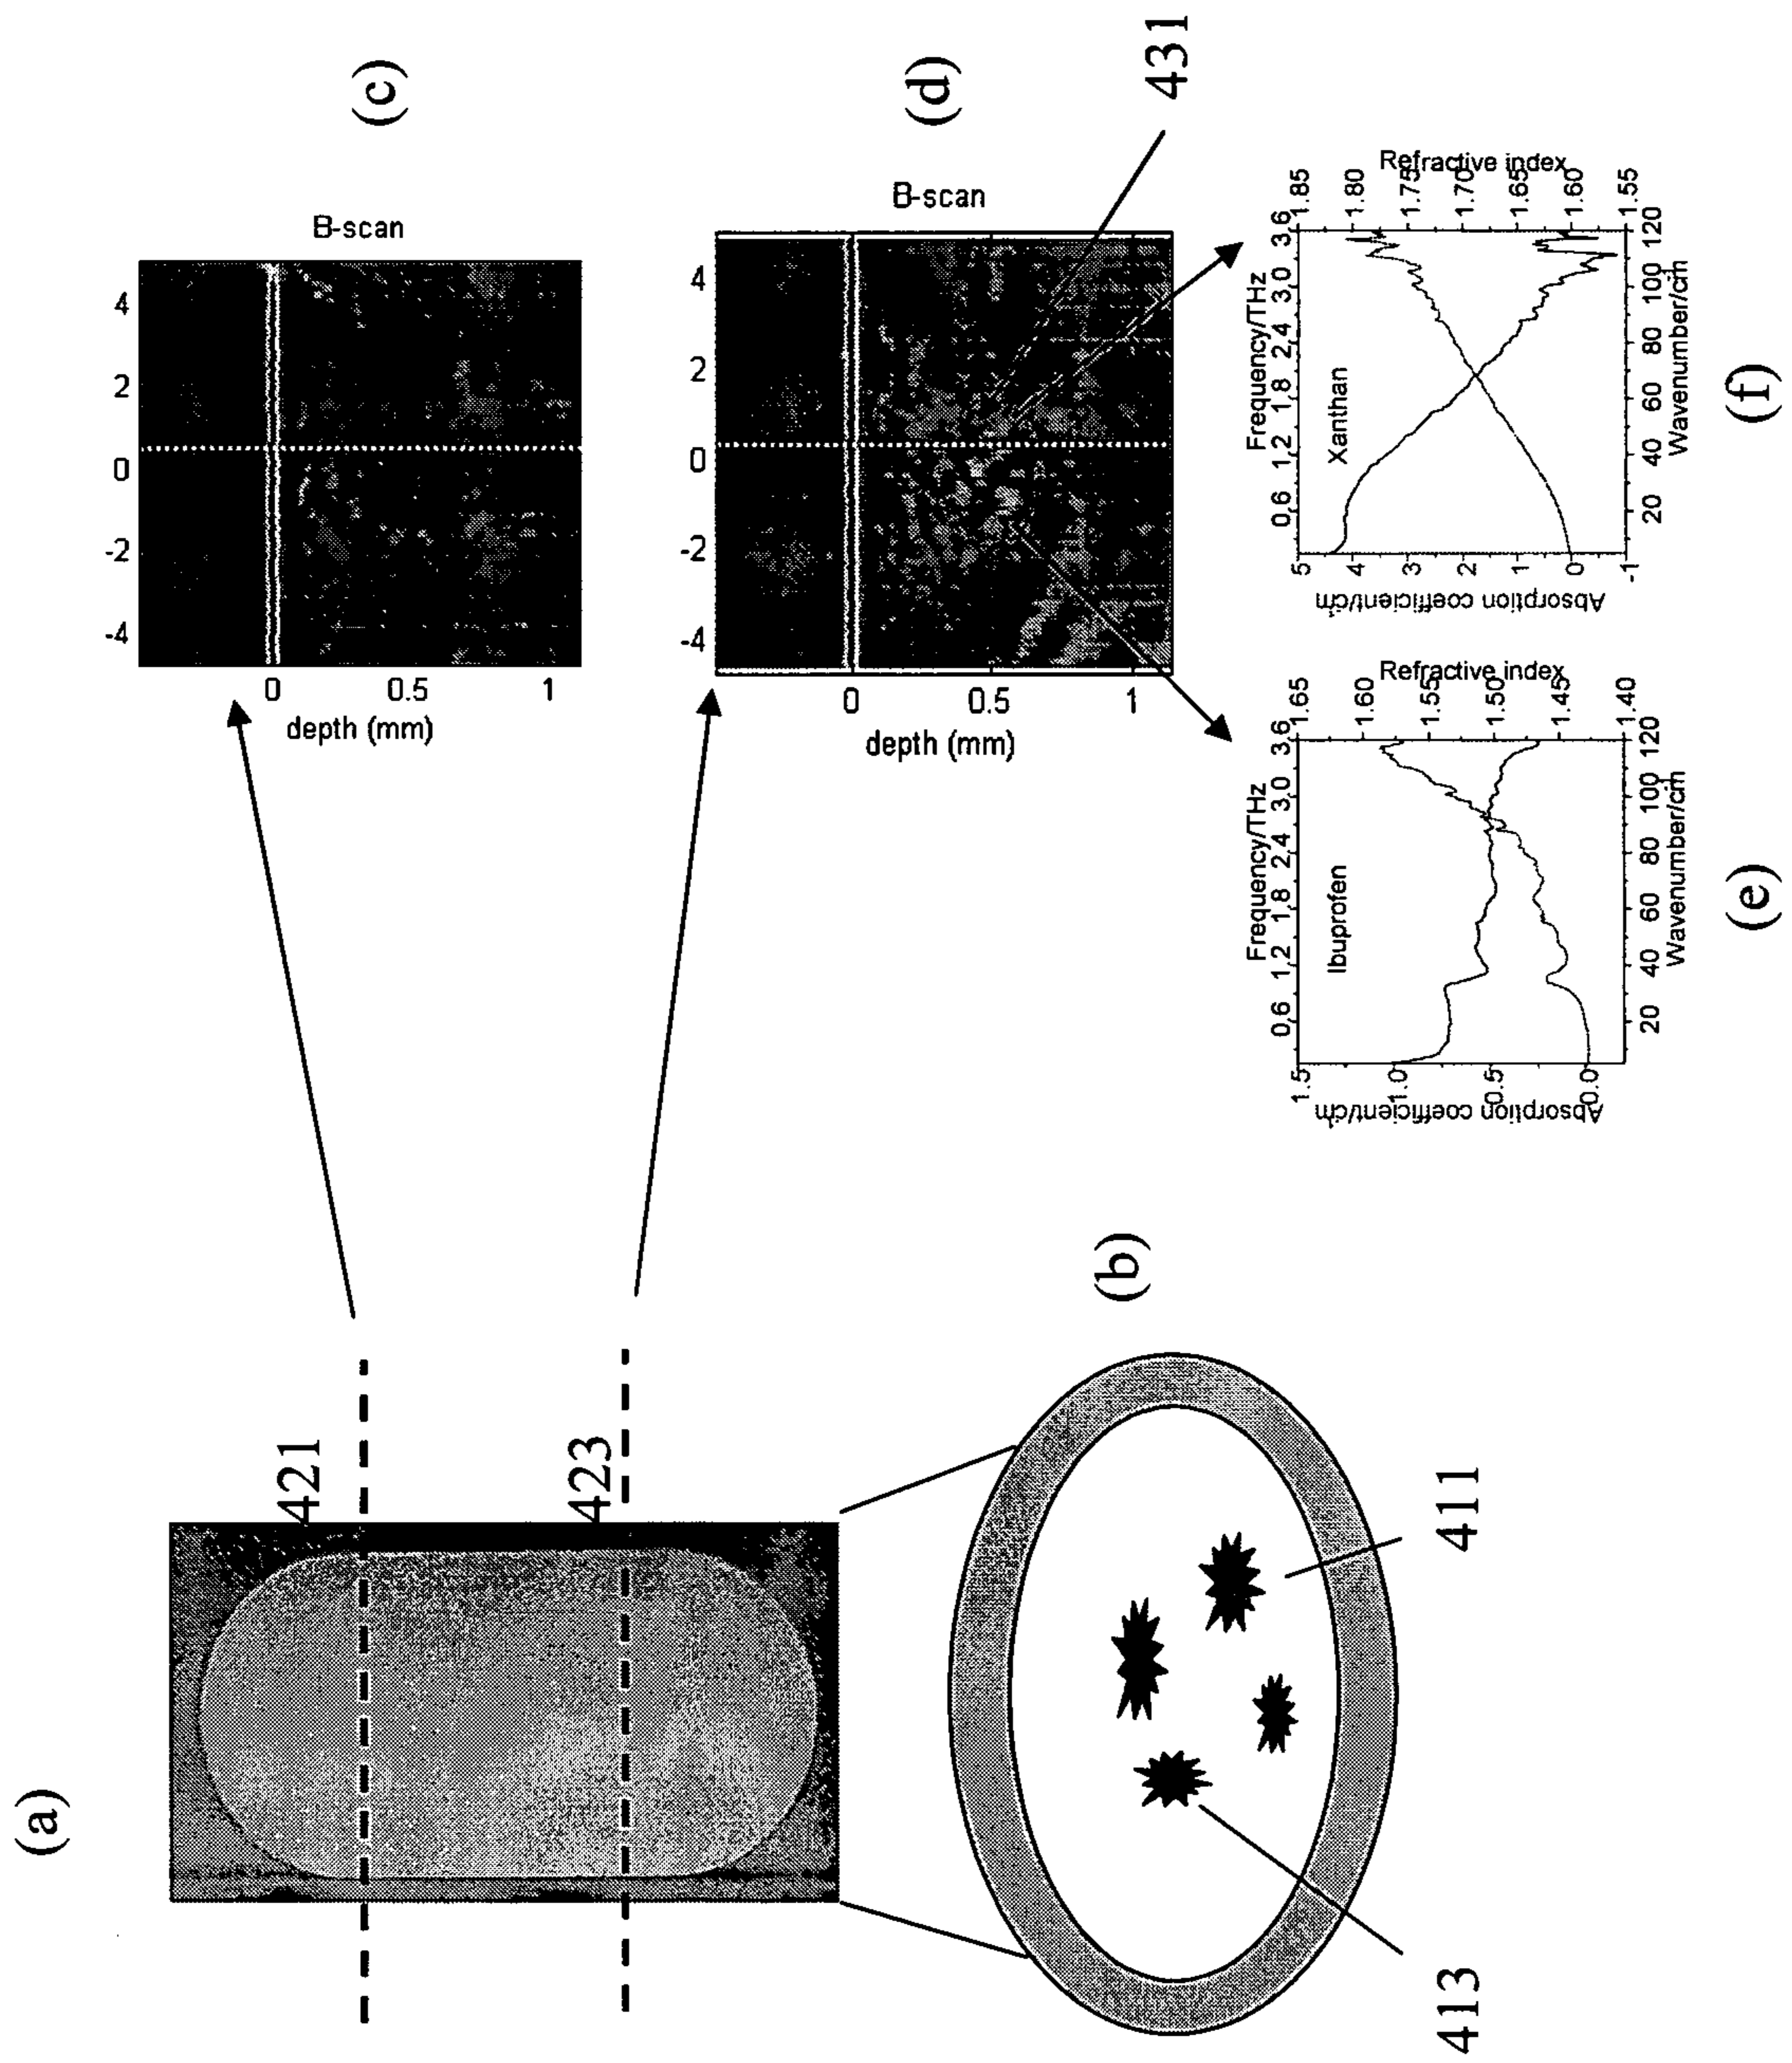 (a)
421
423
(b)
411
413
(c)
B-scan
-4
-2
0
2
4
0
0.5
1
depth (mm)
(d)
B-scan
-4
-2
0
2
4
0
0.5
1
depth (mm)
431
(e)
Frequency/THz
0.6 1.2 1.8 2.4 3.0 3.6
Ibuprofen
Absorption coefficient/cm⁻¹
1.5
1.0
0.5
0.0
Refractive index
1.65
1.60
1.55
1.50
1.45
1.40
20 40 60 80 100 120
Wavenumber/cm⁻¹
(f)
Frequency/THz
0.6 1.2 1.8 2.4 3.0 3.6
Xanthan
Absorption coefficient/cm⁻¹
5
4
3
2
1
0
-1
Refractive index
1.85
1.80
1.75
1.70
1.65
1.60
1.55
20 40 60 80 100 120
Wavenumber/cm⁻¹